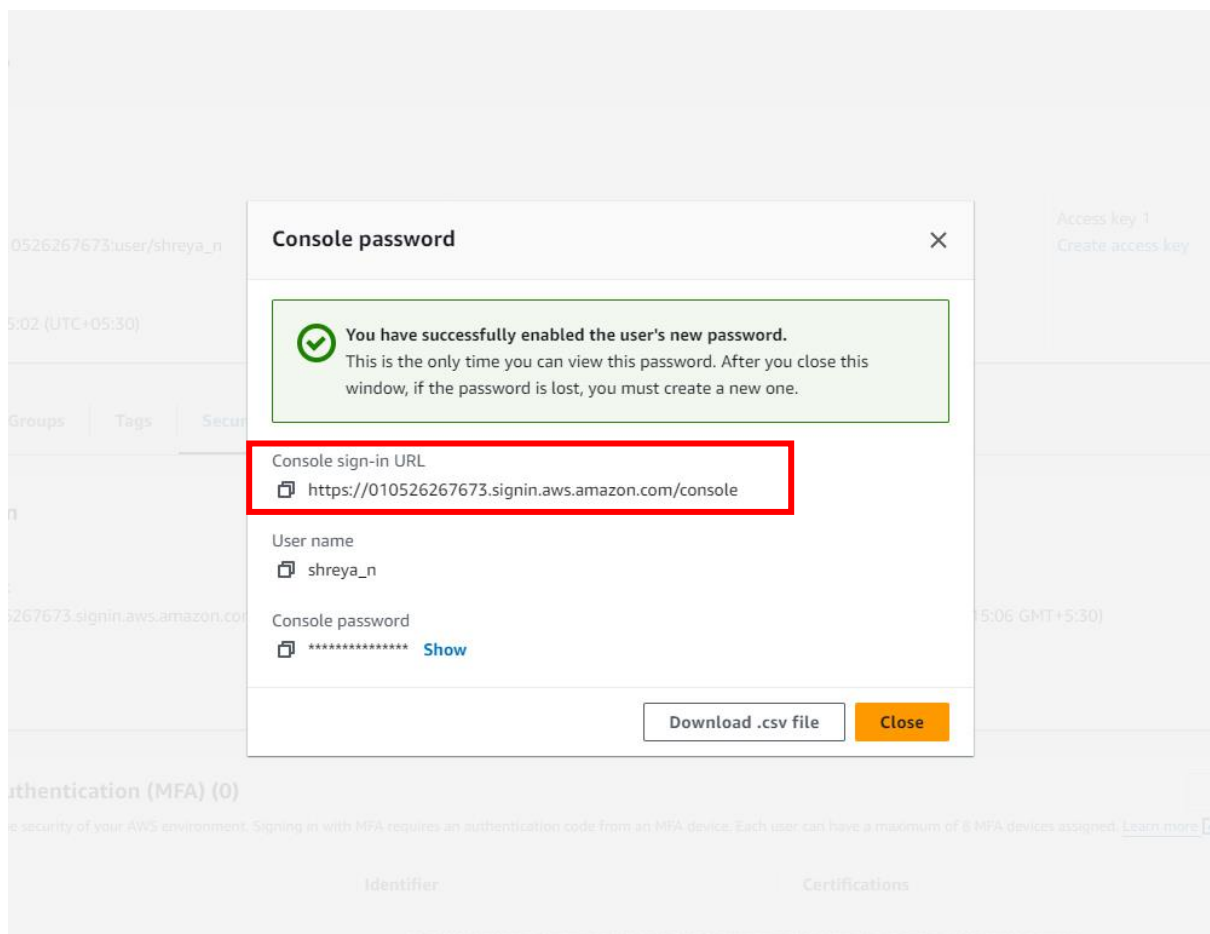 Access key 1
0526267673:user/shreya_n
Create access key
5:02 (UTC+05:30)
Console password
You have successfully enabled the user's new password.
This is the only time you can view this password. After you close this
window, if the password is lost, you must create a new one.
Groups Tags Secur
Console sign-in URL
https://010526267673.signin.aws.amazon.com/console
User name
shreya_n
5267673.signin.aws.amazon.con
15:06 GMT+5:30)
Console password
*************** Show
Download .csv file Close
uthentication (MFA) (0)
e security of your AWS environment. Signing in with MFA requires an authentication code from an MFA device. Each user can have a maximum of 8 MFA devices assigned. Learn more
Identifier Certifications